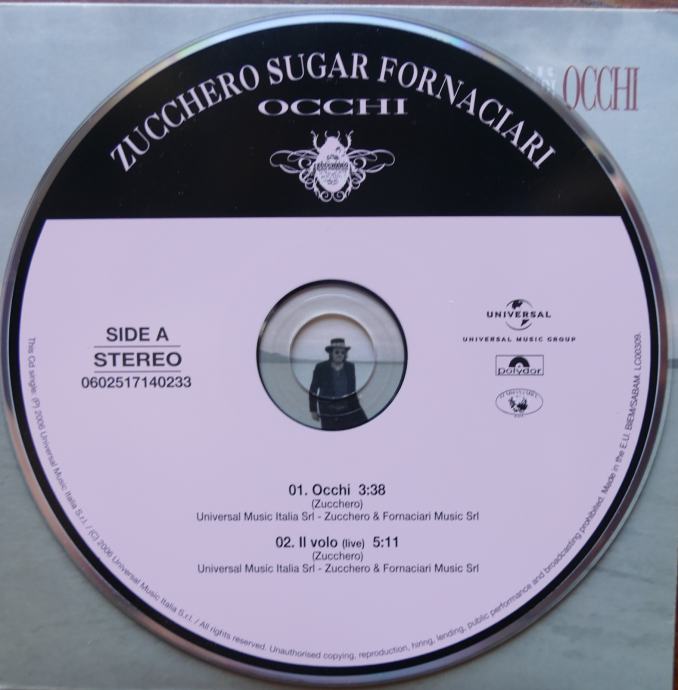 ZUCCHERO SUGAR FORNACIARI
OCCHI
OCCHI
SIDE A
STEREO
0602517140233
UNIVERSAL
UNIVERSAL MUSIC GROUP
polydor
01. Occhi 3:38
(Zucchero)
Universal Music Italia Srl - Zucchero & Fornaciari Music Srl
02. Il volo (live) 5:11
(Zucchero)
Universal Music Italia Srl - Zucchero & Fornaciari Music Srl
This Cd single: (P) 2006 Universal Music Italia S.r.l. / (C) 2006 Universal Music Italia S.r.l. / All rights reserved. Unauthorised copying, reproduction, hiring, lending, public performance and broadcasting prohibited. Made in the E.U. BIEM/SABAM. LC00309.